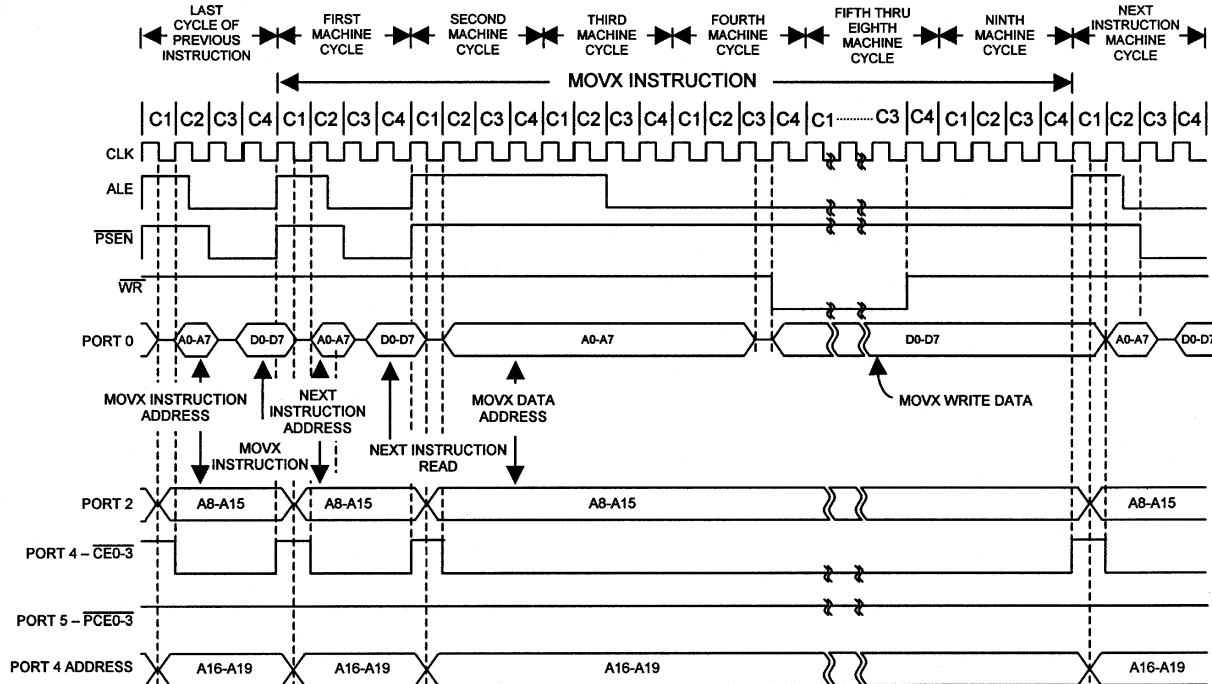 LAST
CYCLE OF
PREVIOUS
INSTRUCTION
FIRST
MACHINE
CYCLE
SECOND
MACHINE
CYCLE
THIRD
MACHINE
CYCLE
FOURTH
MACHINE
CYCLE
FIFTH THRU
EIGHTH
MACHINE
CYCLE
NINTH
MACHINE
CYCLE
NEXT
INSTRUCTION
MACHINE
CYCLE
MOVX INSTRUCTION
C1 C2 C3 C4 C1 C2 C3 C4 C1 C2 C3 C4 C1 C2 C3 C4 C1 C2 C3 C4 C1 ......... C3 C4 C1 C2 C3 C4 C1 C2 C3 C4
CLK
ALE
PSEN
WR
PORT 0 A0-A7 D0-D7 A0-A7 D0-D7 A0-A7 D0-D7 A0-A7 D0-D7
MOVX INSTRUCTION
ADDRESS
NEXT
INSTRUCTION
ADDRESS
MOVX DATA
ADDRESS
MOVX WRITE DATA
MOVX
INSTRUCTION
NEXT INSTRUCTION
READ
PORT 2 A8-A15 A8-A15 A8-A15 A8-A15
PORT 4 – CE0-3
PORT 5 – PCE0-3
PORT 4 ADDRESS A16-A19 A16-A19 A16-A19 A16-A19